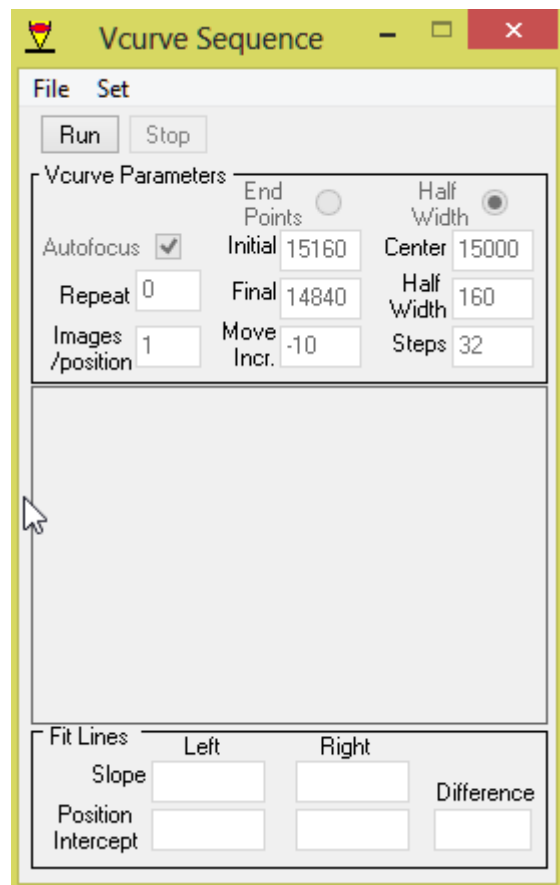 Vcurve Sequence
File Set
Run Stop
Vcurve Parameters
End Points
Half Width
Autofocus
Initial 15160
Center 15000
Repeat 0
Final 14840
Half Width 160
Images /position 1
Move Incr. -10
Steps 32
Fit Lines
Left Right
Slope
Difference
Position Intercept